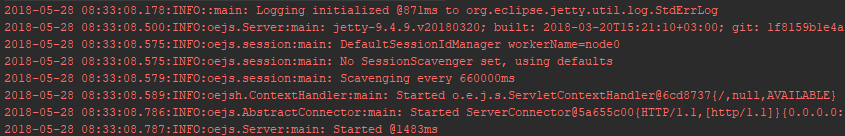 2018-05-28 08:33:08.178:INFO::main: Logging initialized @871ms to org.eclipse.jetty.util.log.StdErrLog
2018-05-28 08:33:08.500:INFO:oejs.Server:main: jetty-9.4.9.v20180320; built: 2018-03-20T15:21:10+03:00; git: 1f8159b1e4a
2018-05-28 08:33:08.575:INFO:oejs.session:main: DefaultSessionIdManager workerName=node0
2018-05-28 08:33:08.575:INFO:oejs.session:main: No SessionScavenger set, using defaults
2018-05-28 08:33:08.579:INFO:oejs.session:main: Scavenging every 660000ms
2018-05-28 08:33:08.589:INFO:oejsh.ContextHandler:main: Started o.e.j.s.ServletContextHandler@6cd8737{/,null,AVAILABLE}
2018-05-28 08:33:08.786:INFO:oejs.AbstractConnector:main: Started ServerConnector@5a655c00{HTTP/1.1,[http/1.1]}{0.0.0.0:
2018-05-28 08:33:08.787:INFO:oejs.Server:main: Started @1483ms